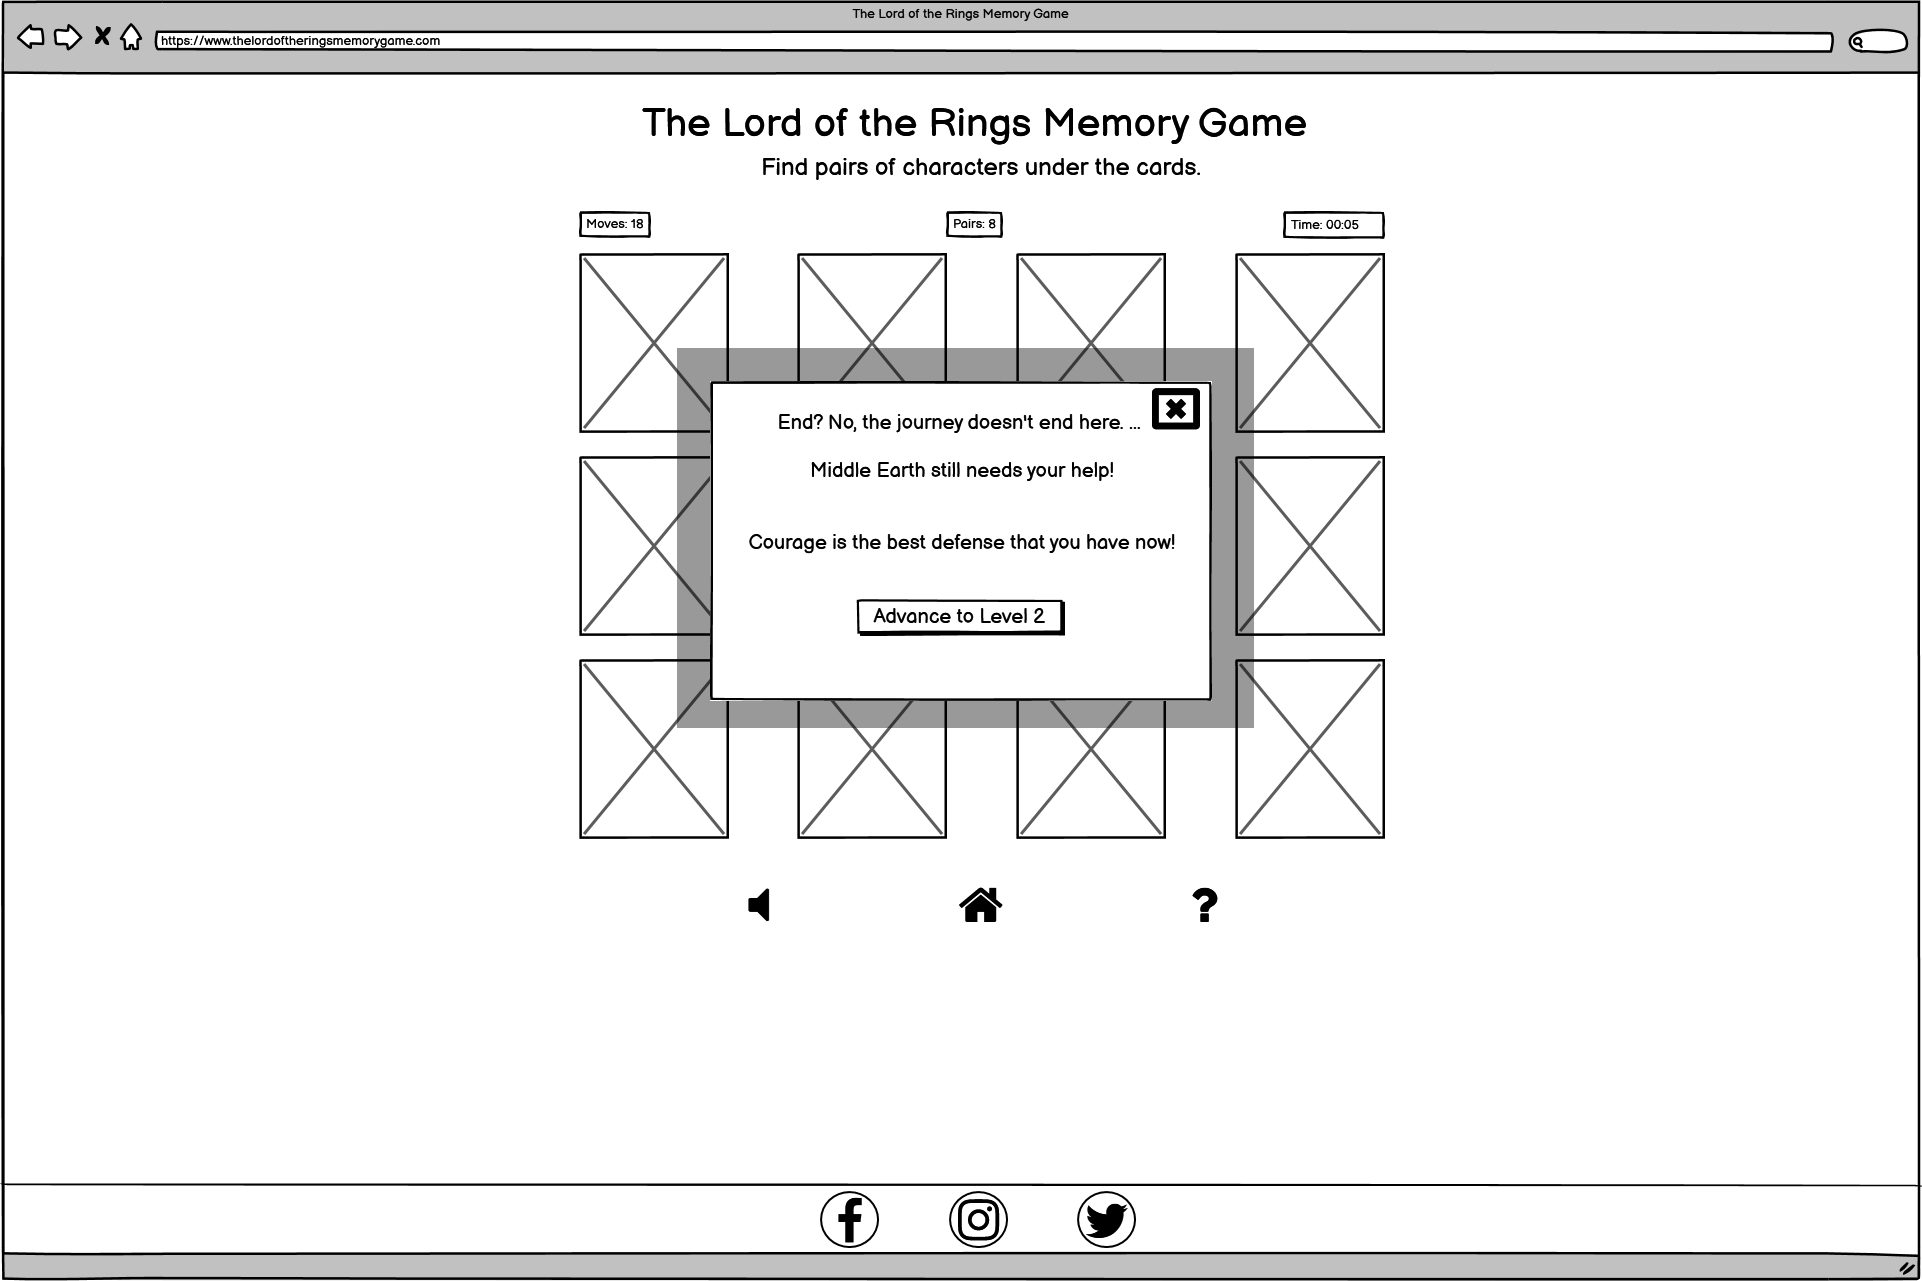 The Lord of the Rings Memory Game
https://www.thelordoftheringsmemorygame.com
The Lord of the Rings Memory Game
Find pairs of characters under the cards.
Moves: 18
Pairs: 8
Time: 00:05
End? No, the journey doesn't end here. ...
Middle Earth still needs your help!
Courage is the best defense that you have now!
Advance to Level 2